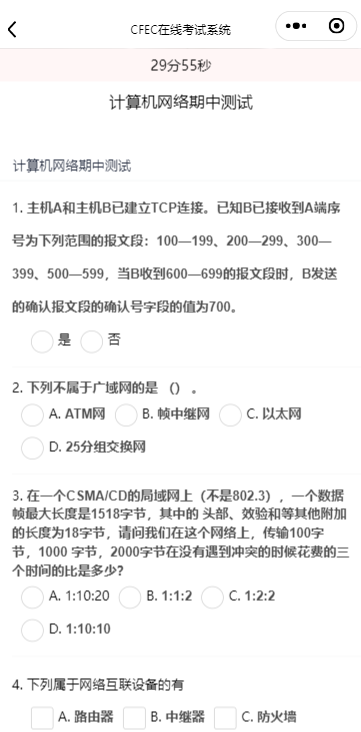 CFEC在线考试系统
29分55秒
计算机网络期中测试
计算机网络期中测试
1. 主机A和主机B已建立TCP连接。已知B已接收到A端序
号为下列范围的报文段：100—199、200—299、300—
399、500—599，当B收到600—699的报文段时，B发送
的确认报文段的确认号字段的值为700。
是 否
2. 下列不属于广域网的是 （） 。
A. ATM网 B. 帧中继网 C. 以太网
D. 25分组交换网
3. 在一个CSMA/CD的局域网上（不是802.3），一个数据
帧最大长度是1518字节，其中的 头部、效验和等其他附加
的长度为18字节，请问我们在这个网络上，传输100字
节，1000 字节，2000字节在没有遇到冲突的时候花费的三
个时间的比是多少？
A. 1:10:20 B. 1:1:2 C. 1:2:2
D. 1:10:10
4. 下列属于网络互联设备的有
A. 路由器 B. 中继器 C. 防火墙